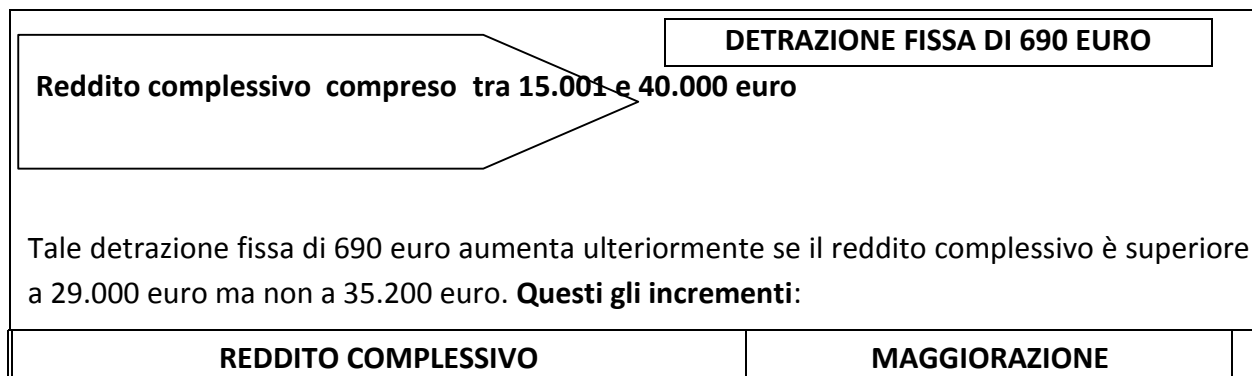 DETRAZIONE FISSA DI 690 EURO
Reddito complessivo compreso tra 15.001 e 40.000 euro
Tale detrazione fissa di 690 euro aumenta ulteriormente se il reddito complessivo è superiore
a 29.000 euro ma non a 35.200 euro. Questi gli incrementi:
REDDITO COMPLESSIVO MAGGIORAZIONE